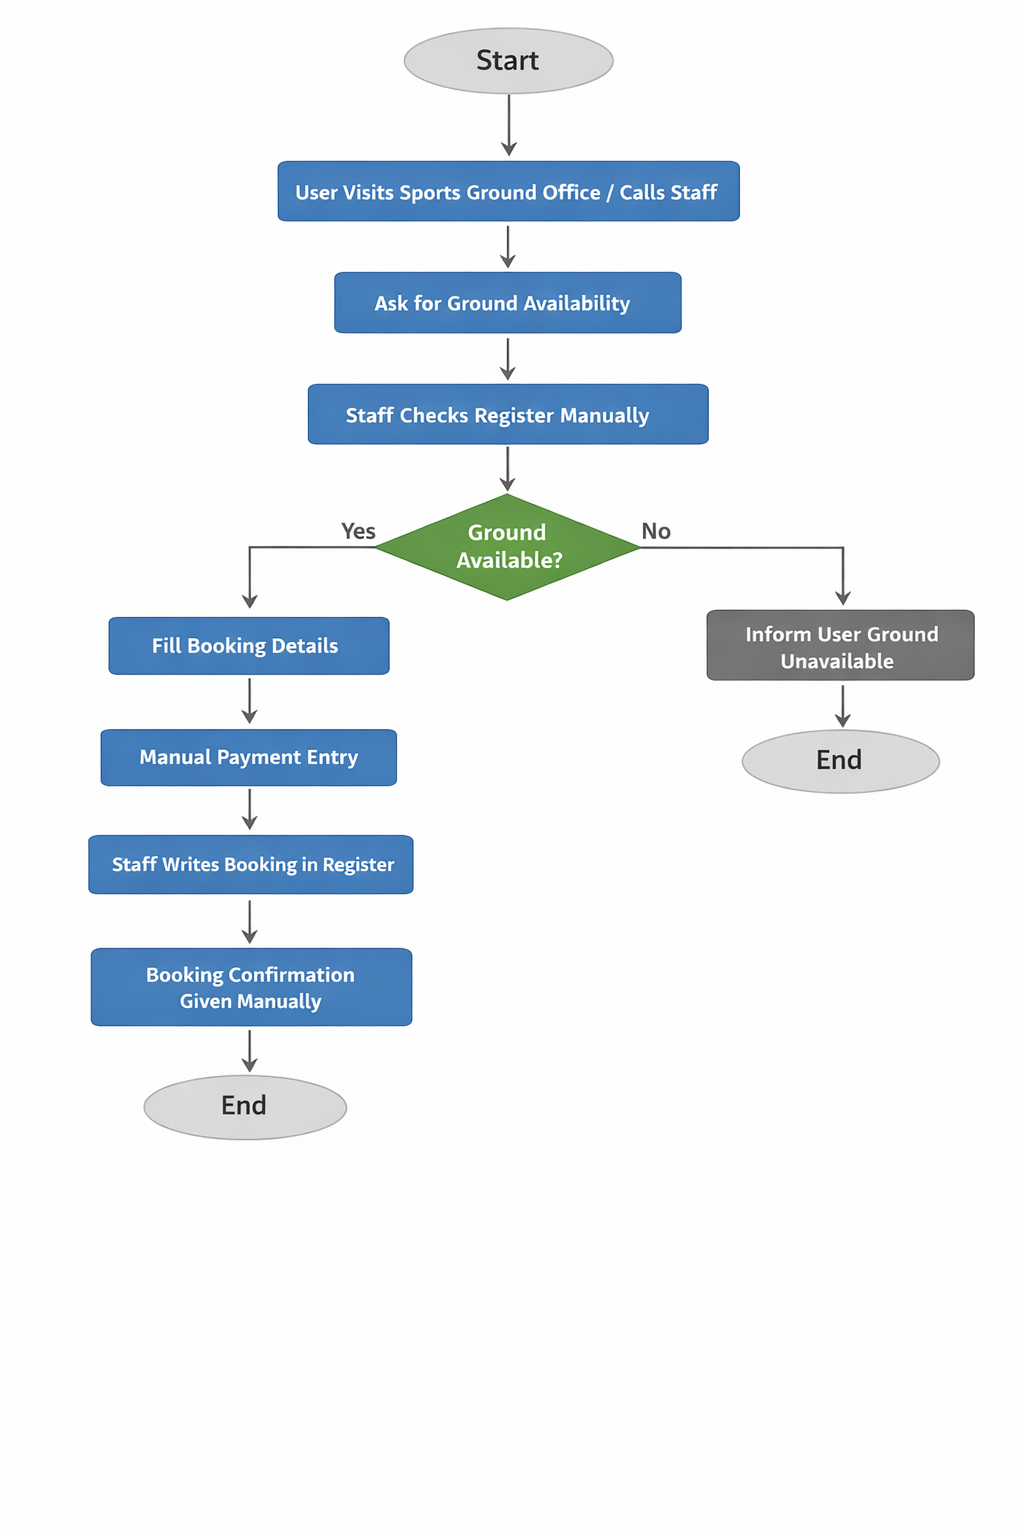 Start
User Visits Sports Ground Office / Calls Staff
Ask for Ground Availability
Staff Checks Register Manually
Ground
Available?
Yes
No
Fill Booking Details
Manual Payment Entry
Staff Writes Booking in Register
Booking Confirmation
Given Manually
End
Inform User Ground
Unavailable
End